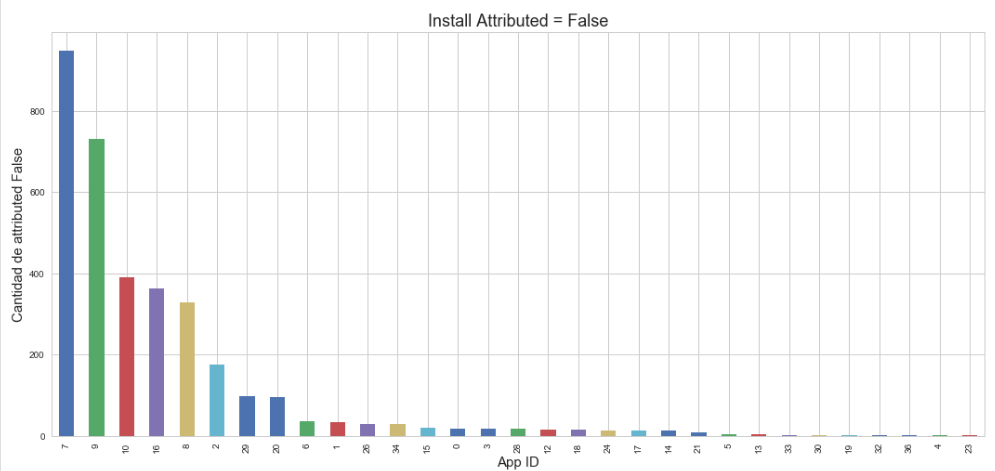 Install Attributed = False
Cantidad de attributed False
800
600
400
200
0
7 9 10 16 8 2 29 20 6 1 26 34 15 0 3 28 12 18 24 17 14 21 5 13 33 30 19 32 36 4 23
App ID